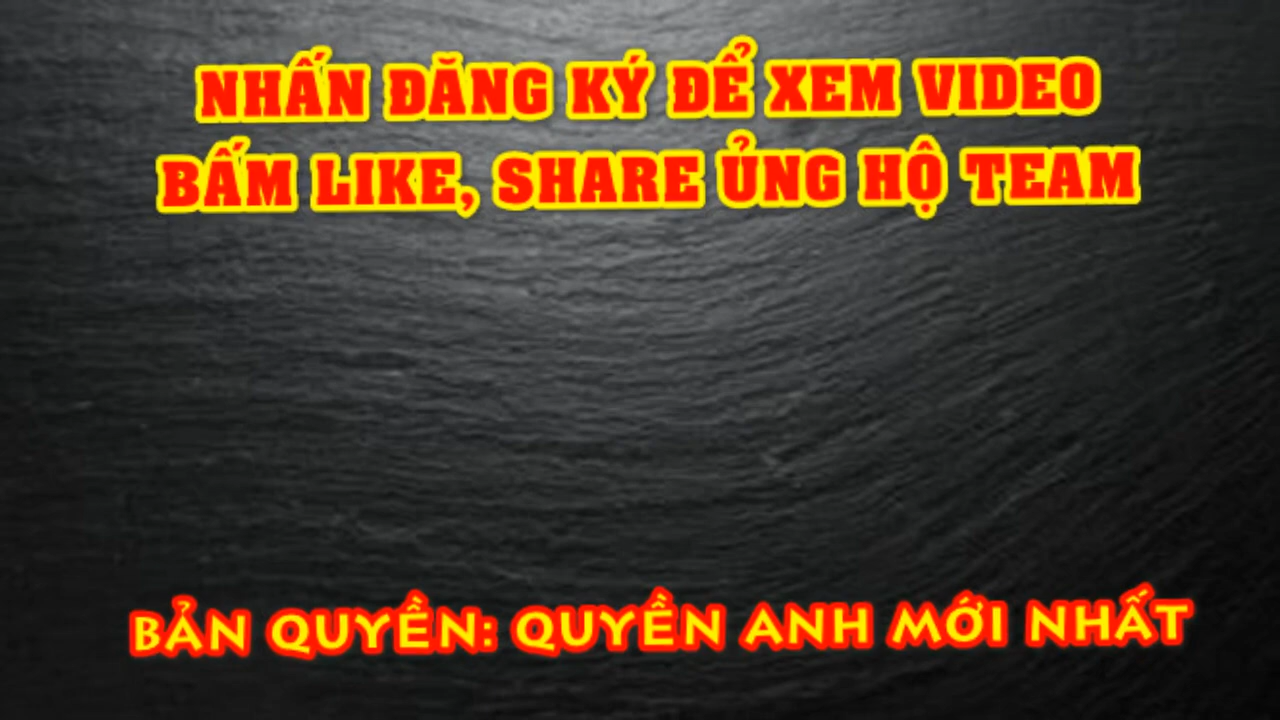 NHẤN ĐĂNG KÝ ĐỂ XEM VIDEO
BẤM LIKE, SHARE ỦNG HỘ TEAM
BẢN QUYỀN: QUYỀN ANH MỚI NHẤT